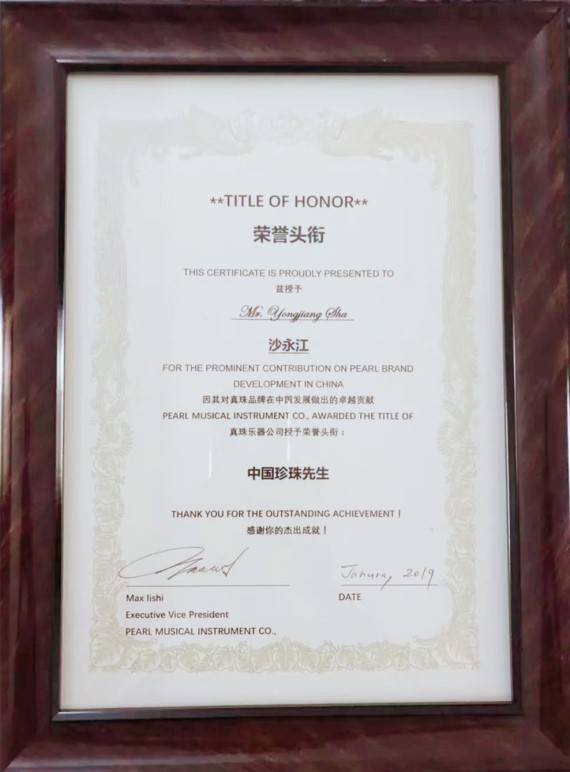 **TITLE OF HONOR**
荣誉头衔
THIS CERTIFICATE IS PROUDLY PRESENTED TO
兹授予
Mr. Yongjiang Sha
沙永江
FOR THE PROMINENT CONTRIBUTION ON PEARL BRAND
DEVELOPMENT IN CHINA
因其对真珠品牌在中国发展做出的卓越贡献
PEARL MUSICAL INSTRUMENT CO., AWARDED THE TITLE OF
真珠乐器公司授予荣誉头衔：
中国珍珠先生
THANK YOU FOR THE OUTSTANDING ACHIEVEMENT！
感谢你的杰出成就！
January 2019
Max Iishi
DATE
Executive Vice President
PEARL MUSICAL INSTRUMENT CO.,